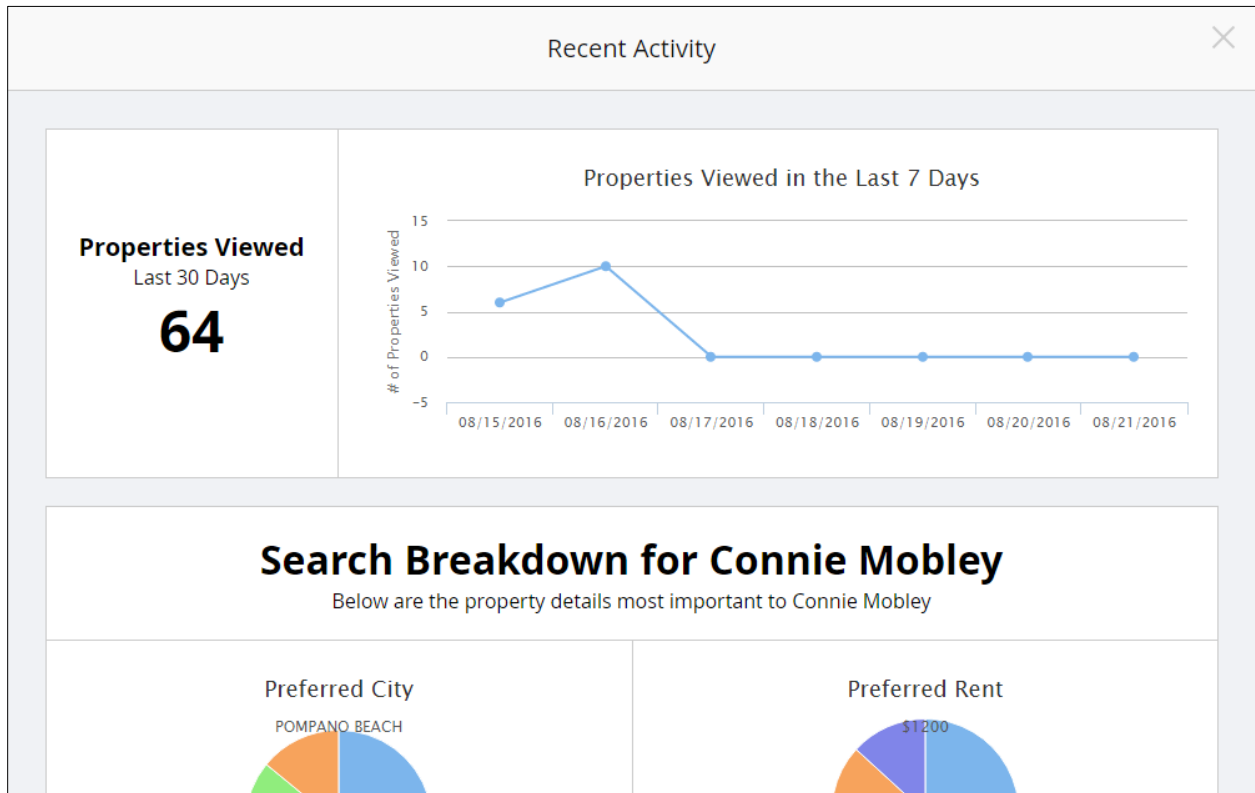 Recent Activity
Properties Viewed
Last 30 Days
64
Properties Viewed in the Last 7 Days
# of Properties Viewed
15
10
5
0
−5
08/15/2016 08/16/2016 08/17/2016 08/18/2016 08/19/2016 08/20/2016 08/21/2016
Search Breakdown for Connie Mobley
Below are the property details most important to Connie Mobley
Preferred City
POMPANO BEACH
Preferred Rent
$1200